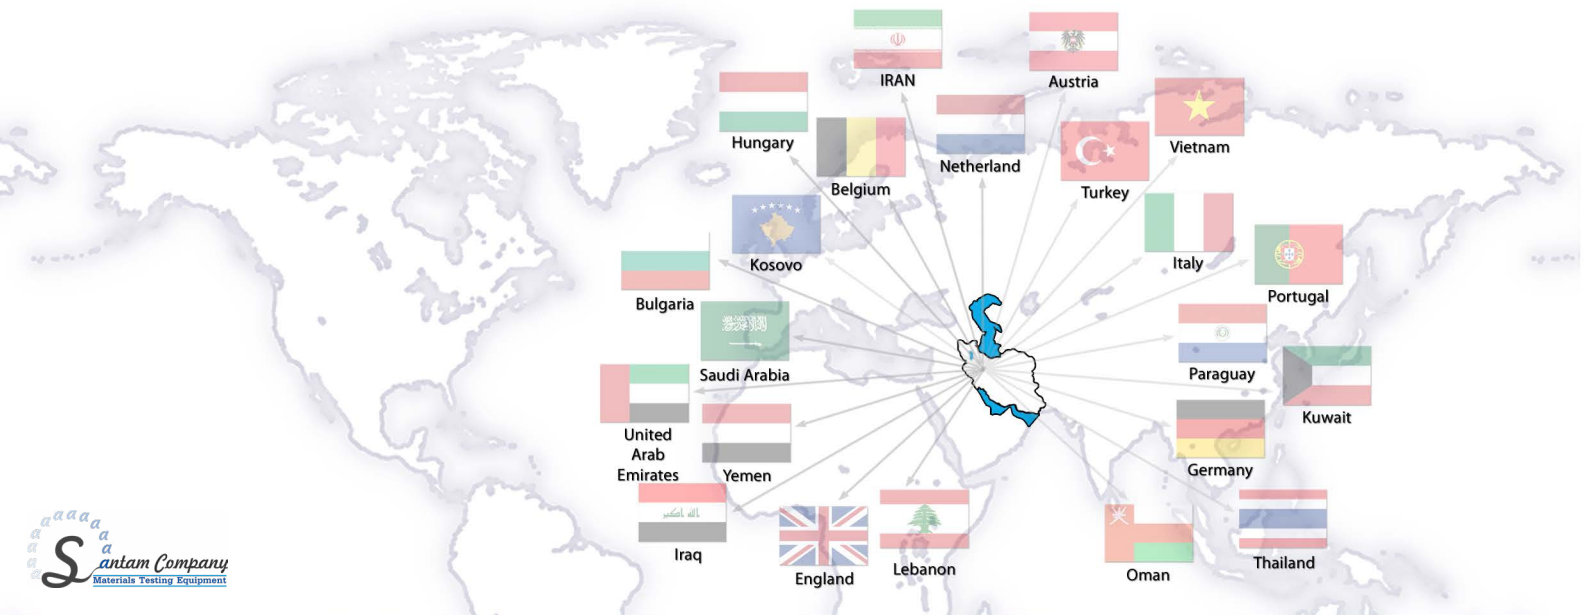 IRAN
Austria
Hungary
Belgium
Netherland
Turkey
Vietnam
Kosovo
Italy
Bulgaria
Portugal
Saudi Arabia
Paraguay
Kuwait
United
Arab
Emirates
Yemen
Germany
Iraq
England
Lebanon
Oman
Thailand
Santam Company
Materials Testing Equipment